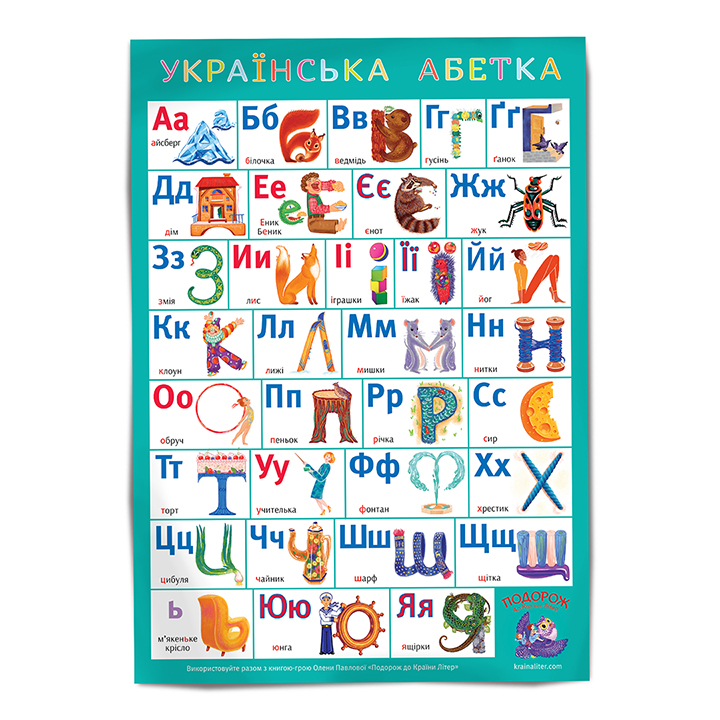 УКРАЇНСЬКА АБЕТКА
Аа
айсберг
Бб
білочка
Вв
ведмідь
Гг
гусінь
Ґґ
ґанок
Дд
дім
Ее
Еник
Беник
Єє
єнот
Жж
жук
Зз
змія
Ии
лис
Іі
іграшки
Її
їжак
Йй
йог
Кк
клоун
Лл
лижі
Мм
мишки
Нн
нитки
Оо
обруч
Пп
пеньок
Рр
річка
Сс
сир
Тт
торт
Уу
учителька
Фф
фонтан
Хх
хрестик
Цц
цибуля
Чч
чайник
Шш
шарф
Щщ
щітка
ь
м'якеньке
крісло
Юю
юнга
Яя
ящірки
ПОДОРОЖ
krainaliter.com
Використовуйте разом з книгою-грою Олени Павлової «Подорож до Країни Літер»